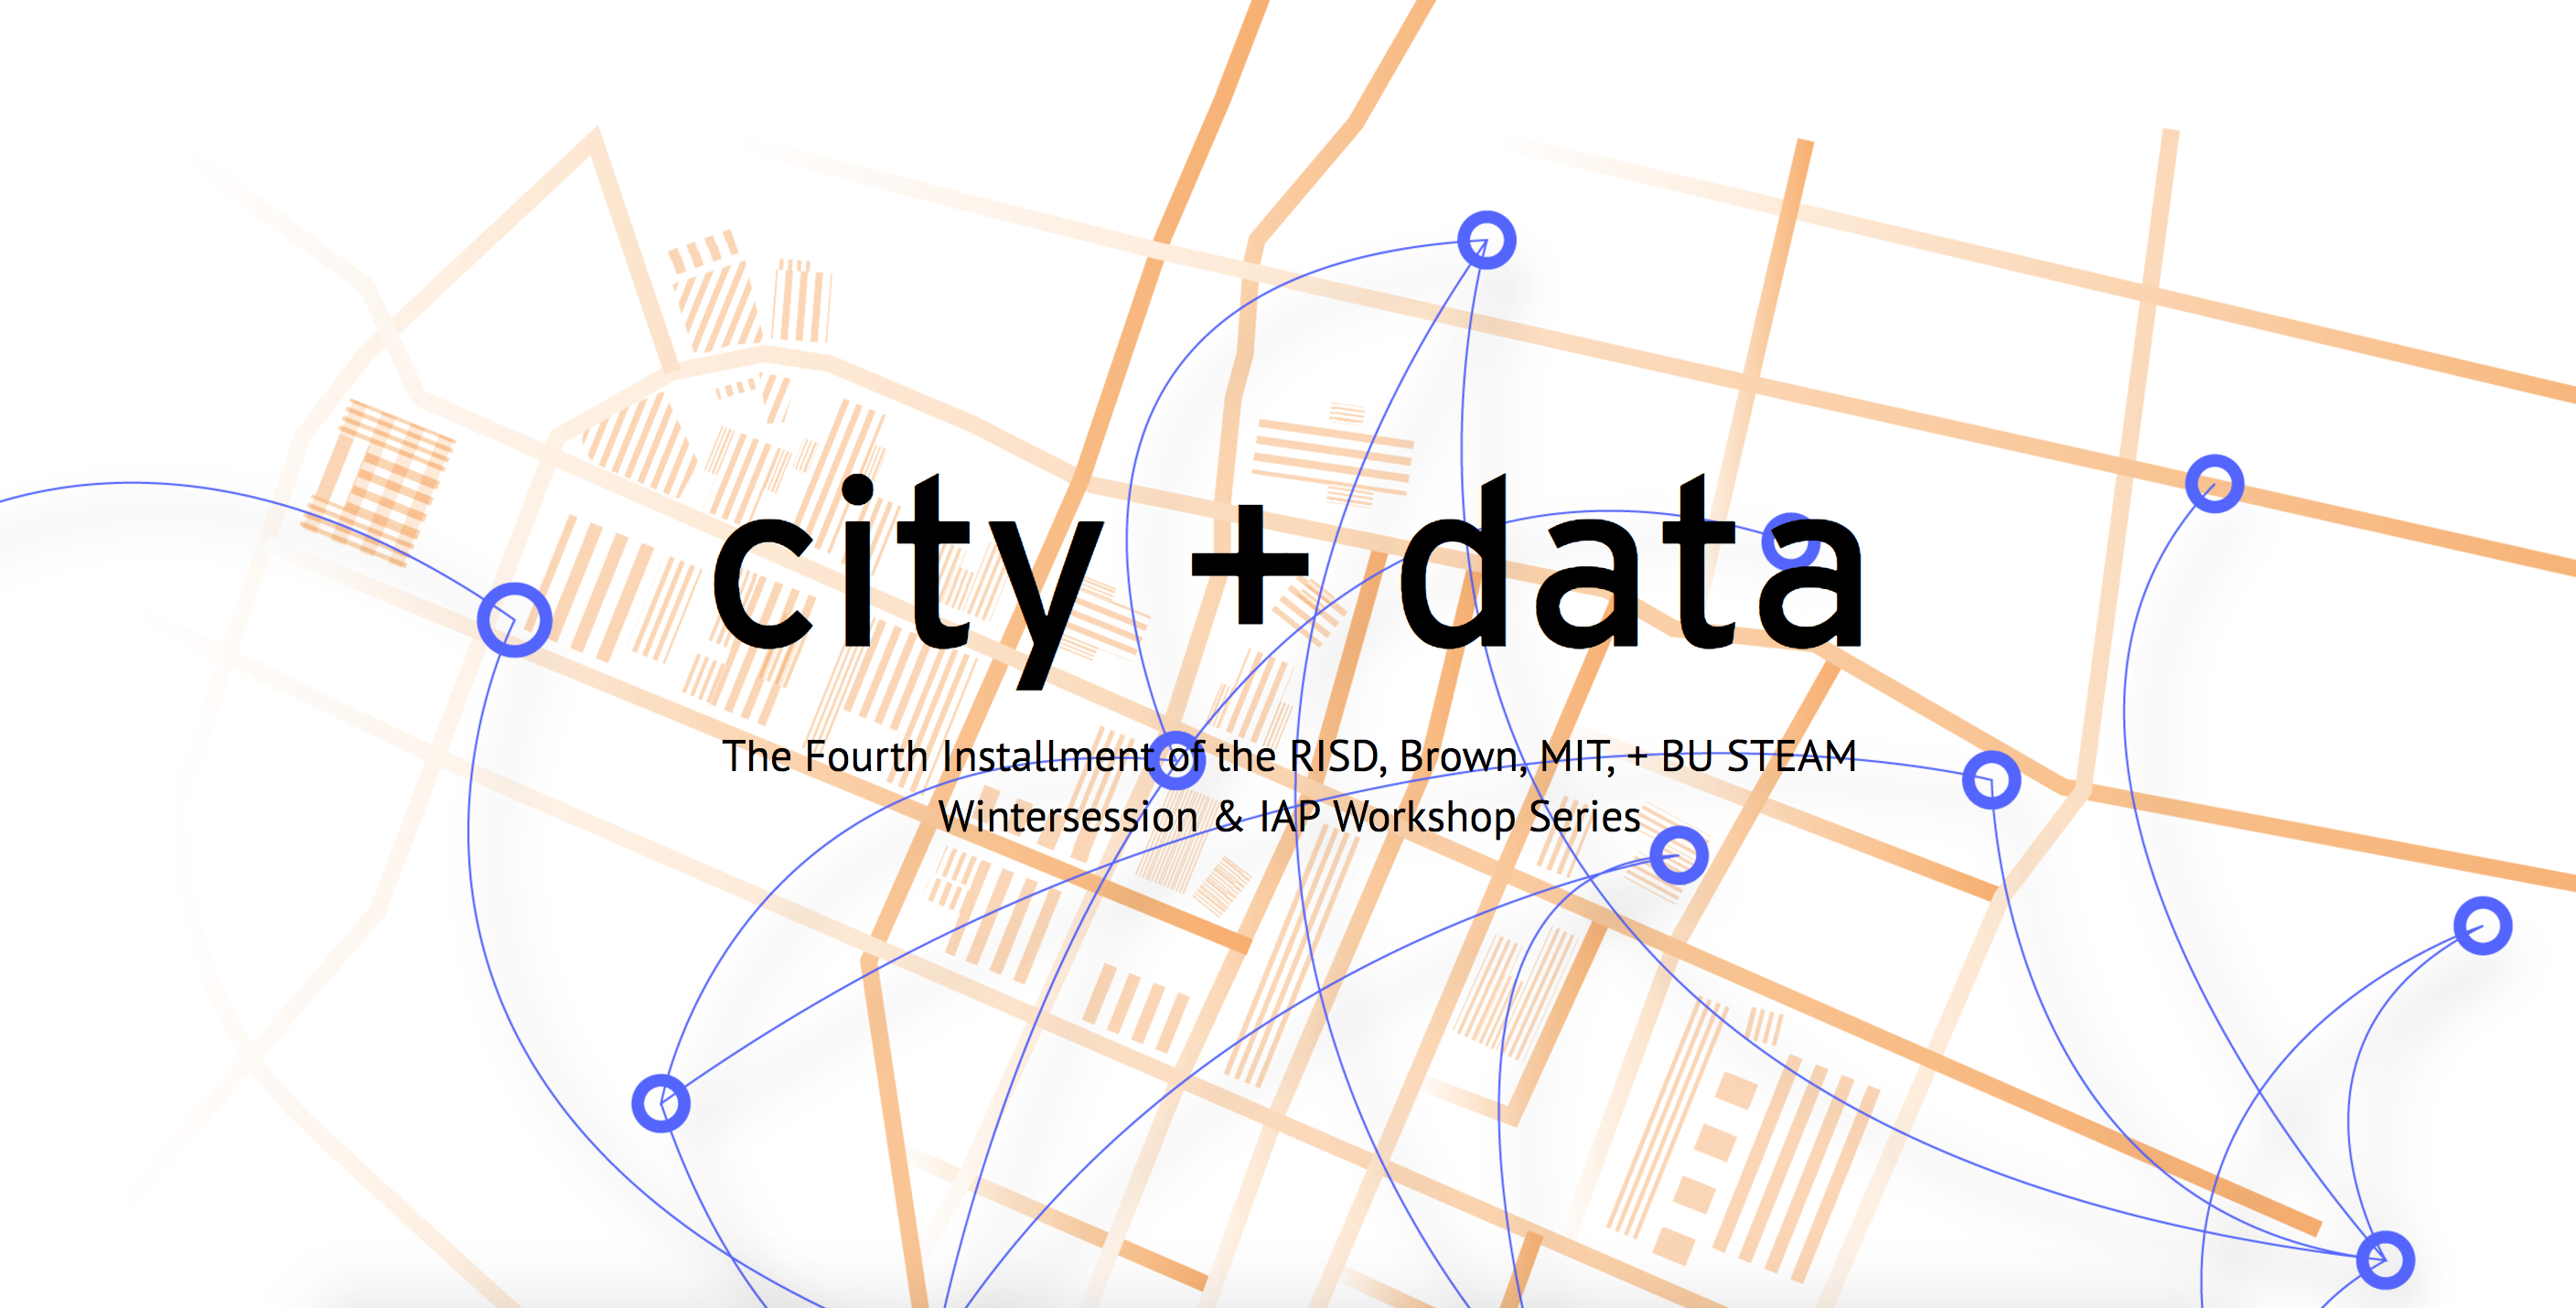 city + data
The Fourth Installment of the RISD, Brown, MIT, + BU STEAM
Wintersession & IAP Workshop Series